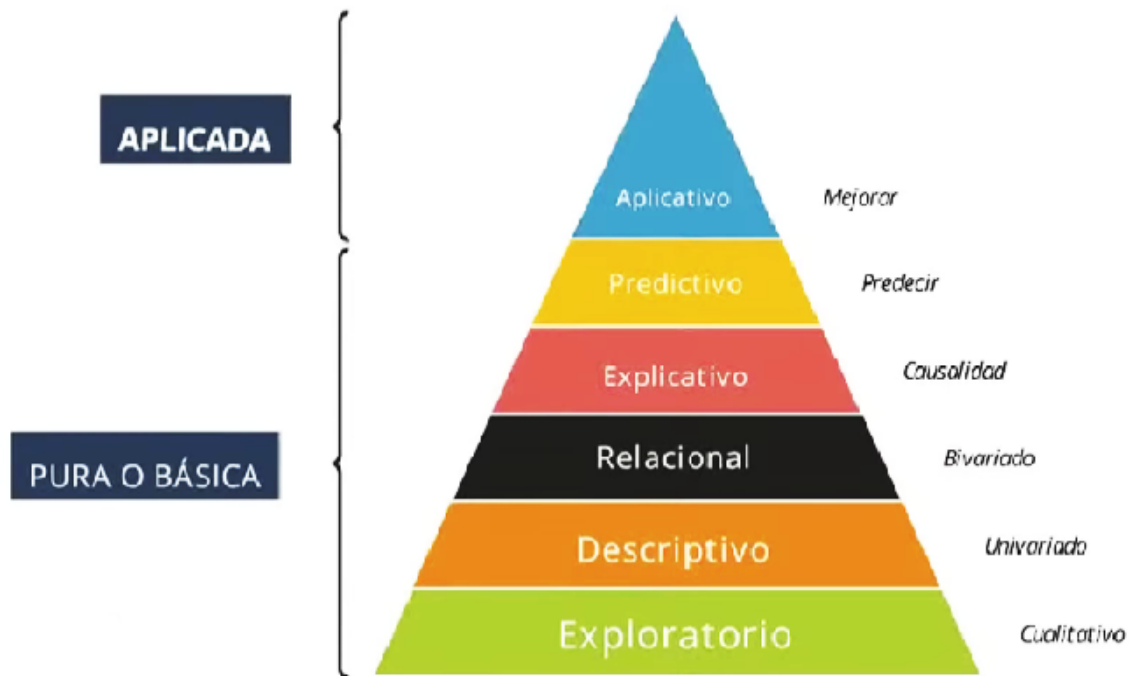 APLICADA
Aplicativo
Mejorar
Predictivo
Predecir
Explicativo
Causalidad
PURA O BÁSICA
Relacional
Bivariado
Descriptivo
Univariado
Exploratorio
Cualitativo